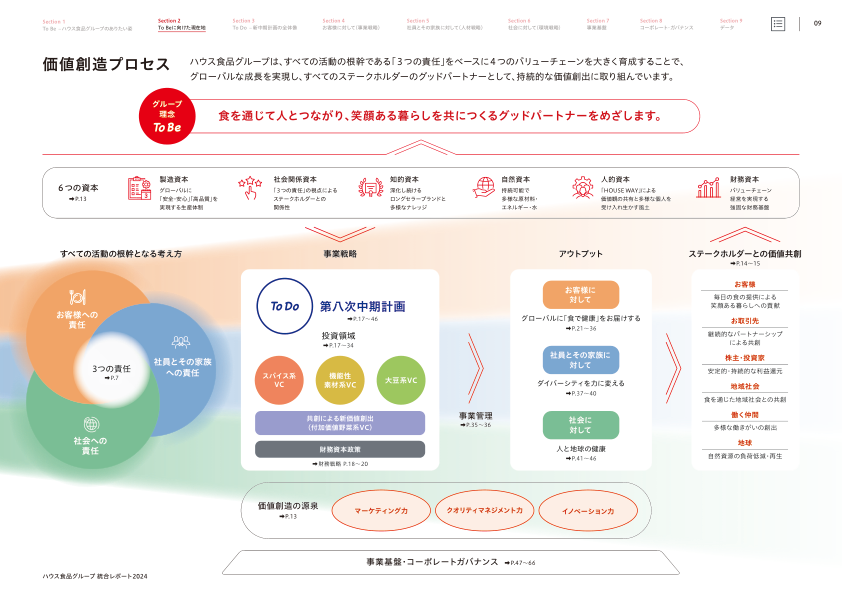 Section 1
To Be −ハウス食品グループのありたい姿
Section 2
To Beに向けた現在地
Section 3
To Do −新中期計画の全体像
Section 4
お客様に対して(事業戦略)
Section 5
社員とその家族に対して(人材戦略)
Section 6
社会に対して(環境戦略)
Section 7
事業基盤
Section 8
コーポレート・ガバナンス
Section 9
データ
09
価値創造プロセス
ハウス食品グループは、すべての活動の根幹である「3つの責任」をベースに4つのバリューチェーンを大きく育成することで、
グローバルな成長を実現し、すべてのステークホルダーのグッドパートナーとして、持続的な価値創出に取り組んでいます。
グループ
理念
To Be
食を通じて人とつながり、笑顔ある暮らしを共につくるグッドパートナーをめざします。
6つの資本
➡P.13
製造資本
グローバルに
「安全・安心」「高品質」を
実現する生産体制
社会関係資本
「3つの責任」の視点による
ステークホルダーとの
関係性
知的資本
深化し続ける
ロングセラーブランドと
多様なナレッジ
自然資本
持続可能で
多様な原材料・
エネルギー・水
人的資本
「HOUSE WAY」による
価値観の共有と多様な個人を
受け入れ生かす風土
財務資本
バリューチェーン
経営を実現する
強固な財務基盤
すべての活動の根幹となる考え方
お客様への
責任
3つの責任
➡P.7
社員とその家族
への責任
社会への
責任
事業戦略
To Do
第八次中期計画
➡P.17〜46
投資領域
➡P.17〜34
スパイス系
VC
機能性
素材系VC
大豆系VC
共創による新価値創出
(付加価値野菜系VC)
財務資本政策
➡財務戦略 P.18〜20
事業管理
➡P.35〜36
アウトプット
お客様に
対して
グローバルに「食で健康」をお届けする
➡P.21〜36
社員とその家族に
対して
ダイバーシティを力に変える
➡P.37〜40
社会に
対して
人と地球の健康
➡P.41〜46
ステークホルダーとの価値共創
➡P.14〜15
お客様
毎日の食の提供による
笑顔ある暮らしへの貢献
お取引先
継続的なパートナーシップ
による共創
株主・投資家
安定的・持続的な利益還元
地域社会
食を通じた地域社会との共創
働く仲間
多様な働きがいの創出
地球
自然資源の負荷低減・再生
価値創造の源泉
➡P.13
マーケティング力
クオリティマネジメント力
イノベーション力
事業基盤・コーポレートガバナンス ➡P.47〜66
ハウス食品グループ 統合レポート2024